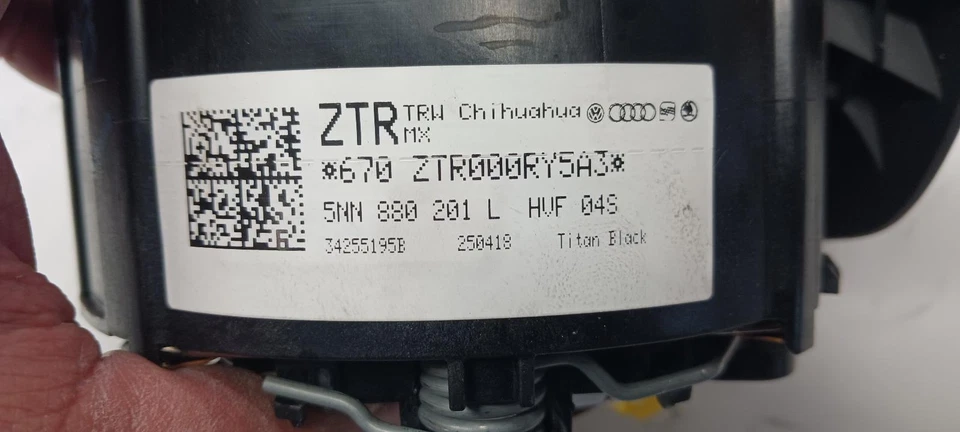 ZTR TRW Chihuahua
MX
*670 ZTR000RY5A3*
5NN 880 201 L HVF 04S
34255195B 250418 Titan Black